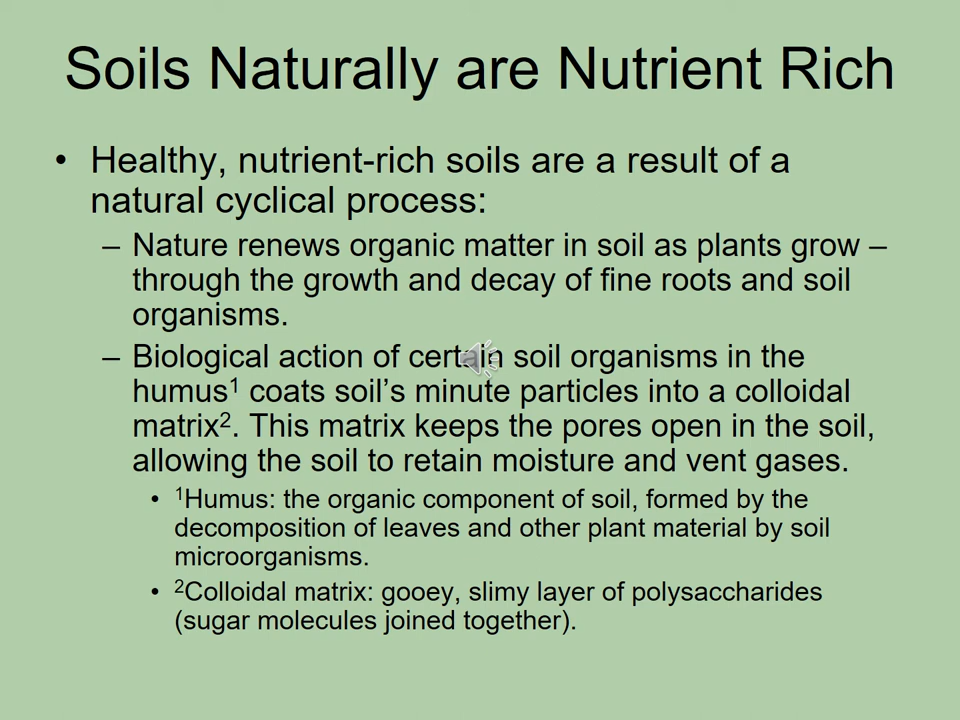 Soils Naturally are Nutrient Rich
• Healthy, nutrient-rich soils are a result of a
natural cyclical process:
– Nature renews organic matter in soil as plants grow –
through the growth and decay of fine roots and soil
organisms.
– Biological action of certain soil organisms in the
humus¹ coats soil’s minute particles into a colloidal
matrix². This matrix keeps the pores open in the soil,
allowing the soil to retain moisture and vent gases.
• ¹Humus: the organic component of soil, formed by the
decomposition of leaves and other plant material by soil
microorganisms.
• ²Colloidal matrix: gooey, slimy layer of polysaccharides
(sugar molecules joined together).